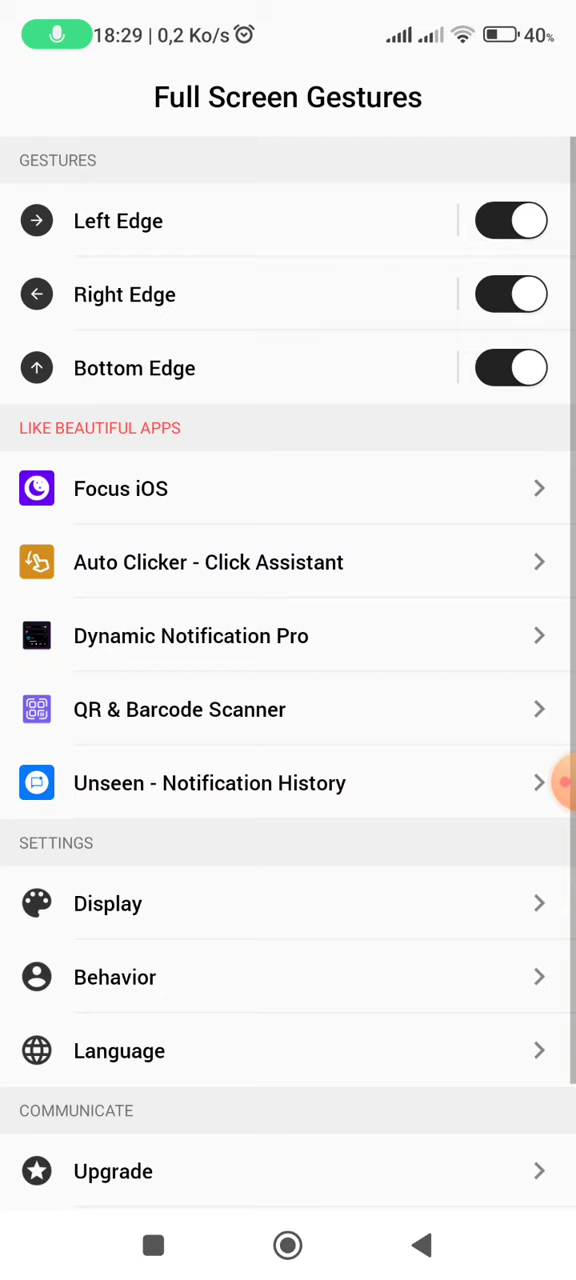 18:29 | 0,2 Ko/s 40%
Full Screen Gestures
GESTURES
Left Edge
Right Edge
Bottom Edge
LIKE BEAUTIFUL APPS
Focus iOS
Auto Clicker - Click Assistant
Dynamic Notification Pro
QR & Barcode Scanner
Unseen - Notification History
SETTINGS
Display
Behavior
Language
COMMUNICATE
Upgrade